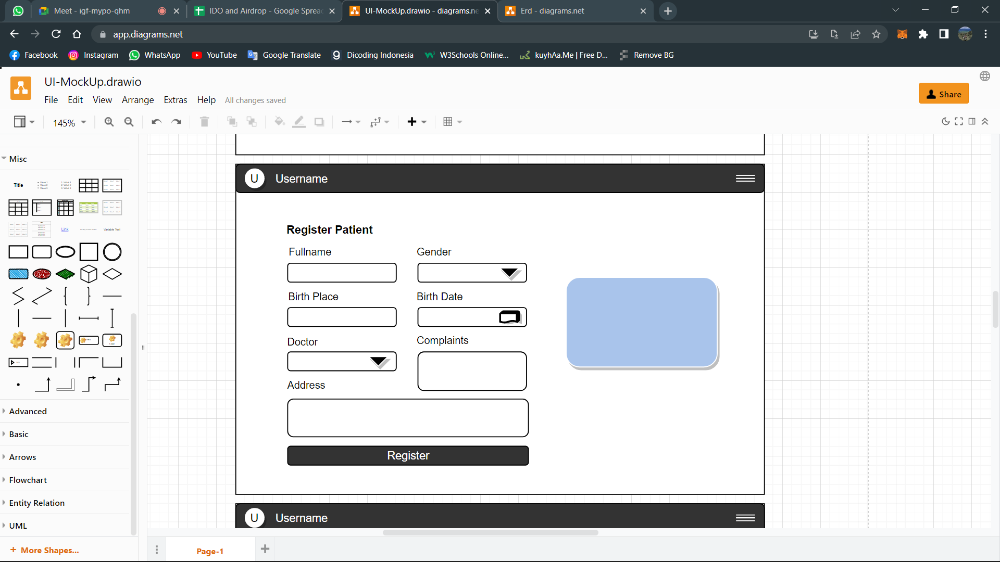 Meet - igf-mypo-qhm
IDO and Airdrop - Google Sprea
UI-MockUp.drawio - diagrams.ne
Erd - diagrams.net
app.diagrams.net
Facebook
Instagram
WhatsApp
YouTube
Google Translate
Dicoding Indonesia
W3Schools Online...
kuyhAa.Me | Free D...
Remove BG
UI-MockUp.drawio
File Edit View Arrange Extras Help All changes saved
Share
145%
Misc
Title
Link
Variable Text
Advanced
Basic
Arrows
Flowchart
Entity Relation
UML
+ More Shapes...
U Username
Register Patient
Fullname Gender
Birth Place Birth Date
Doctor Complaints
Address
Register
U Username
Page-1